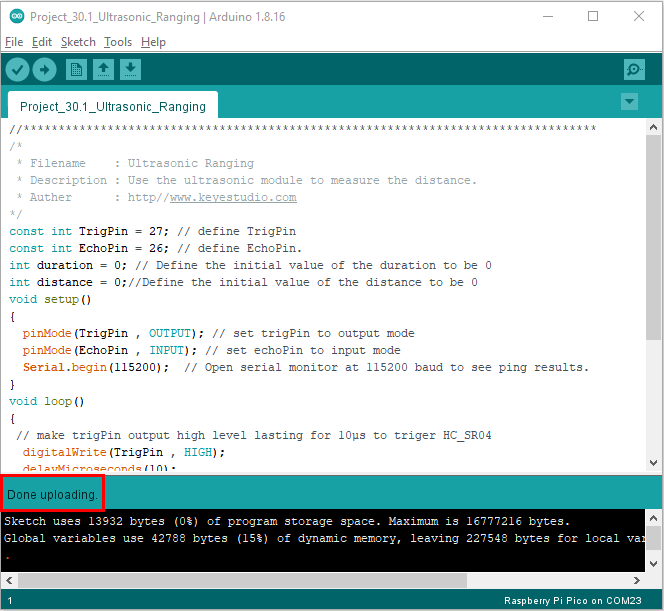 Project_30.1_Ultrasonic_Ranging | Arduino 1.8.16
File Edit Sketch Tools Help
Project_30.1_Ultrasonic_Ranging
//**********************************************************************************
/*
 * Filename    : Ultrasonic Ranging
 * Description : Use the ultrasonic module to measure the distance.
 * Auther      : http//www.keyestudio.com
*/
const int TrigPin = 27; // define TrigPin
const int EchoPin = 26; // define EchoPin.
int duration = 0; // Define the initial value of the duration to be 0
int distance = 0;//Define the initial value of the distance to be 0
void setup()
{
  pinMode(TrigPin , OUTPUT); // set trigPin to output mode
  pinMode(EchoPin , INPUT); // set echoPin to input mode
  Serial.begin(115200);  // Open serial monitor at 115200 baud to see ping results.
}
void loop()
{
 // make trigPin output high level lasting for 10μs to triger HC_SR04
  digitalWrite(TrigPin , HIGH);
  delayMicroseconds(10);
Done uploading.
Sketch uses 13932 bytes (0%) of program storage space. Maximum is 16777216 bytes.
Global variables use 42788 bytes (15%) of dynamic memory, leaving 227548 bytes for local var
.
1
Raspberry Pi Pico on COM23